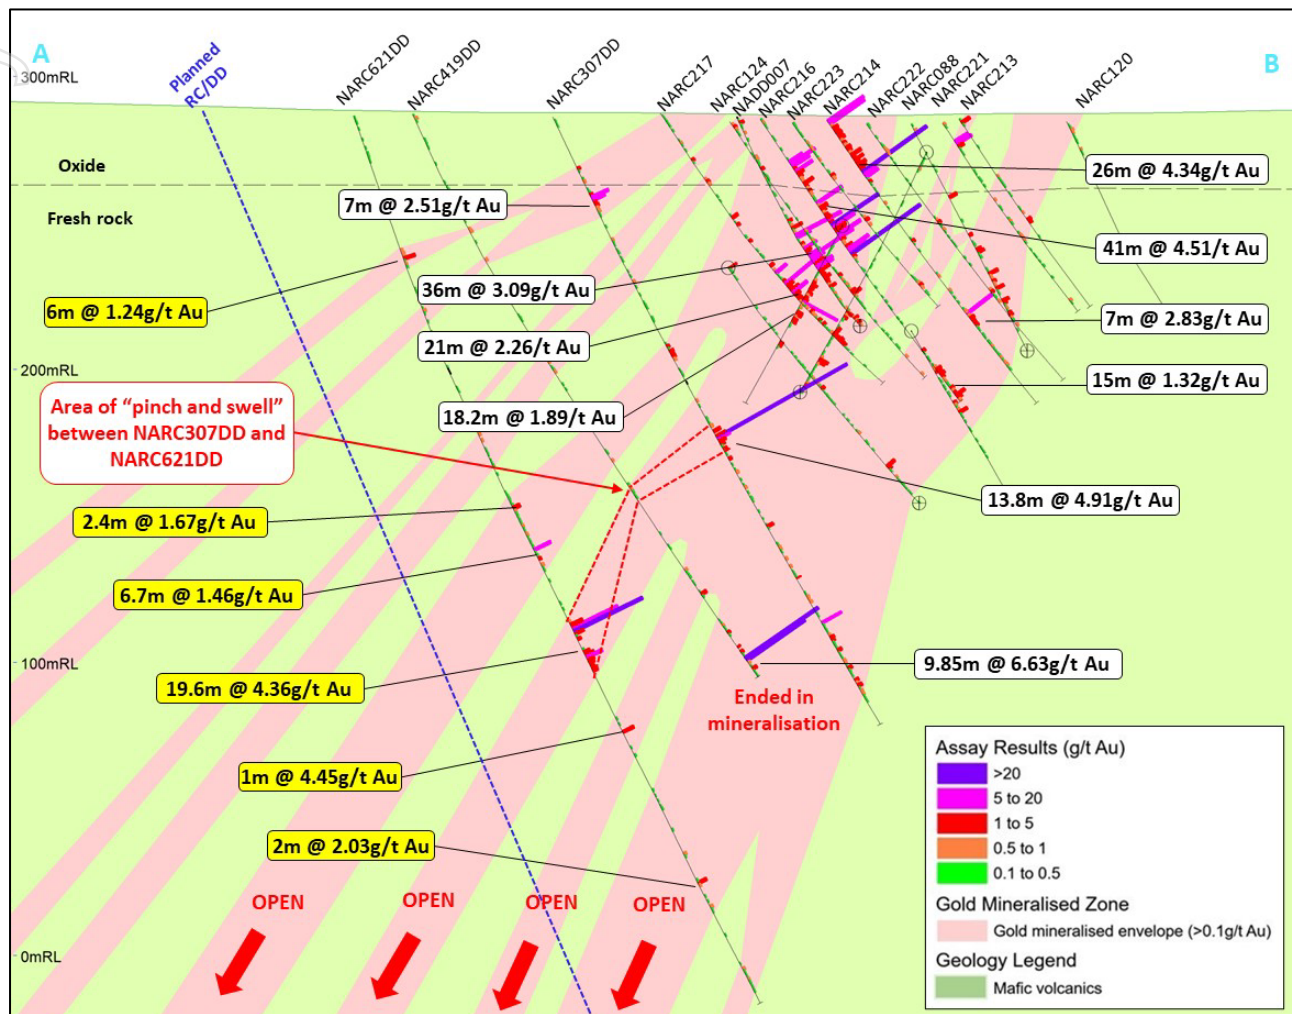 A
B
Planned
RC/DD
NARC621DD
NARC419DD
NARC307DD
NARC217
NARC124
NADD007
NARC216
NARC223
NARC214
NARC222
NARC088
NARC221
NARC213
NARC120
300mRL
Oxide
Fresh rock
200mRL
100mRL
0mRL
7m @ 2.51g/t Au
6m @ 1.24g/t Au
36m @ 3.09g/t Au
21m @ 2.26/t Au
18.2m @ 1.89/t Au
26m @ 4.34g/t Au
41m @ 4.51/t Au
7m @ 2.83g/t Au
15m @ 1.32g/t Au
13.8m @ 4.91g/t Au
9.85m @ 6.63g/t Au
Area of “pinch and swell”
between NARC307DD and
NARC621DD
2.4m @ 1.67g/t Au
6.7m @ 1.46g/t Au
19.6m @ 4.36g/t Au
1m @ 4.45g/t Au
2m @ 2.03g/t Au
Ended in
mineralisation
OPEN
OPEN
OPEN
OPEN
Assay Results (g/t Au)
>20
5 to 20
1 to 5
0.5 to 1
0.1 to 0.5
Gold Mineralised Zone
Gold mineralised envelope (>0.1g/t Au)
Geology Legend
Mafic volcanics